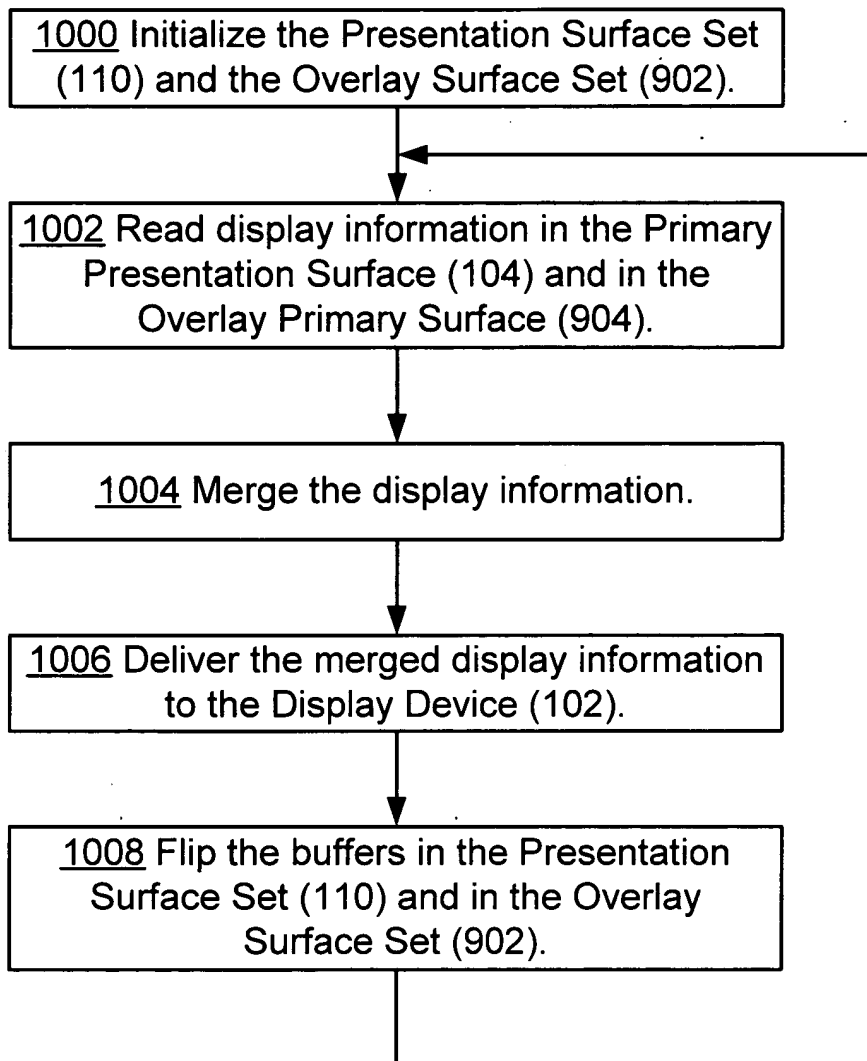 1000 Initialize the Presentation Surface Set
(110) and the Overlay Surface Set (902).
1002 Read display information in the Primary
Presentation Surface (104) and in the
Overlay Primary Surface (904).
1004 Merge the display information.
1006 Deliver the merged display information
to the Display Device (102).
1008 Flip the buffers in the Presentation
Surface Set (110) and in the Overlay
Surface Set (902).